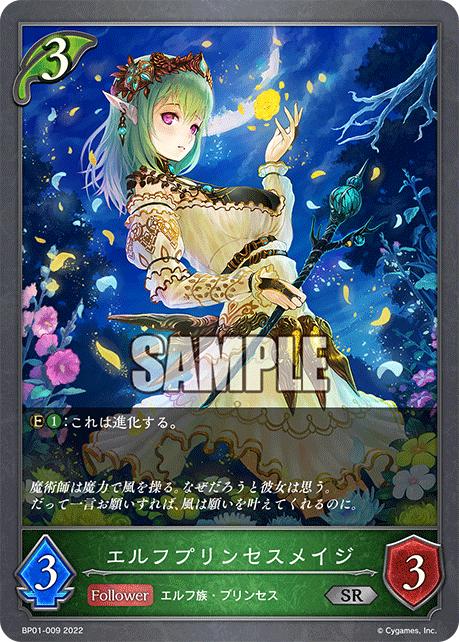 3
SAMPLE
E 1:これは進化する。
魔術師は魔力で風を操る。なぜだろうと彼女は思う。
だって一言お願いすれば、風は願いを叶えてくれるのに。
エルフプリンセスメイジ
3
Follower エルフ族・プリンセス
SR
3
BP01-009 2022
© Cygames, Inc.